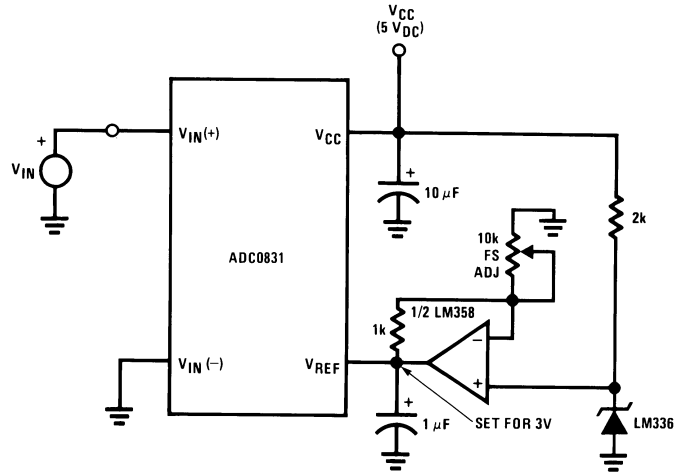 VCC
(5 VDC)
+
VIN
VIN(+)
VCC
+
10 µF
2k
ADC0831
10k
FS
ADJ
1/2 LM358
1k
−
VIN(−)
VREF
+
+
1 µF
SET FOR 3V
LM336